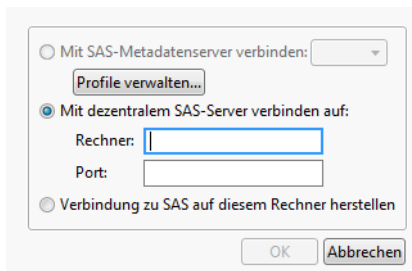 Mit SAS-Metadatenserver verbinden:
Profile verwalten...
Mit dezentralem SAS-Server verbinden auf:
Rechner:
Port:
Verbindung zu SAS auf diesem Rechner herstellen
OK Abbrechen